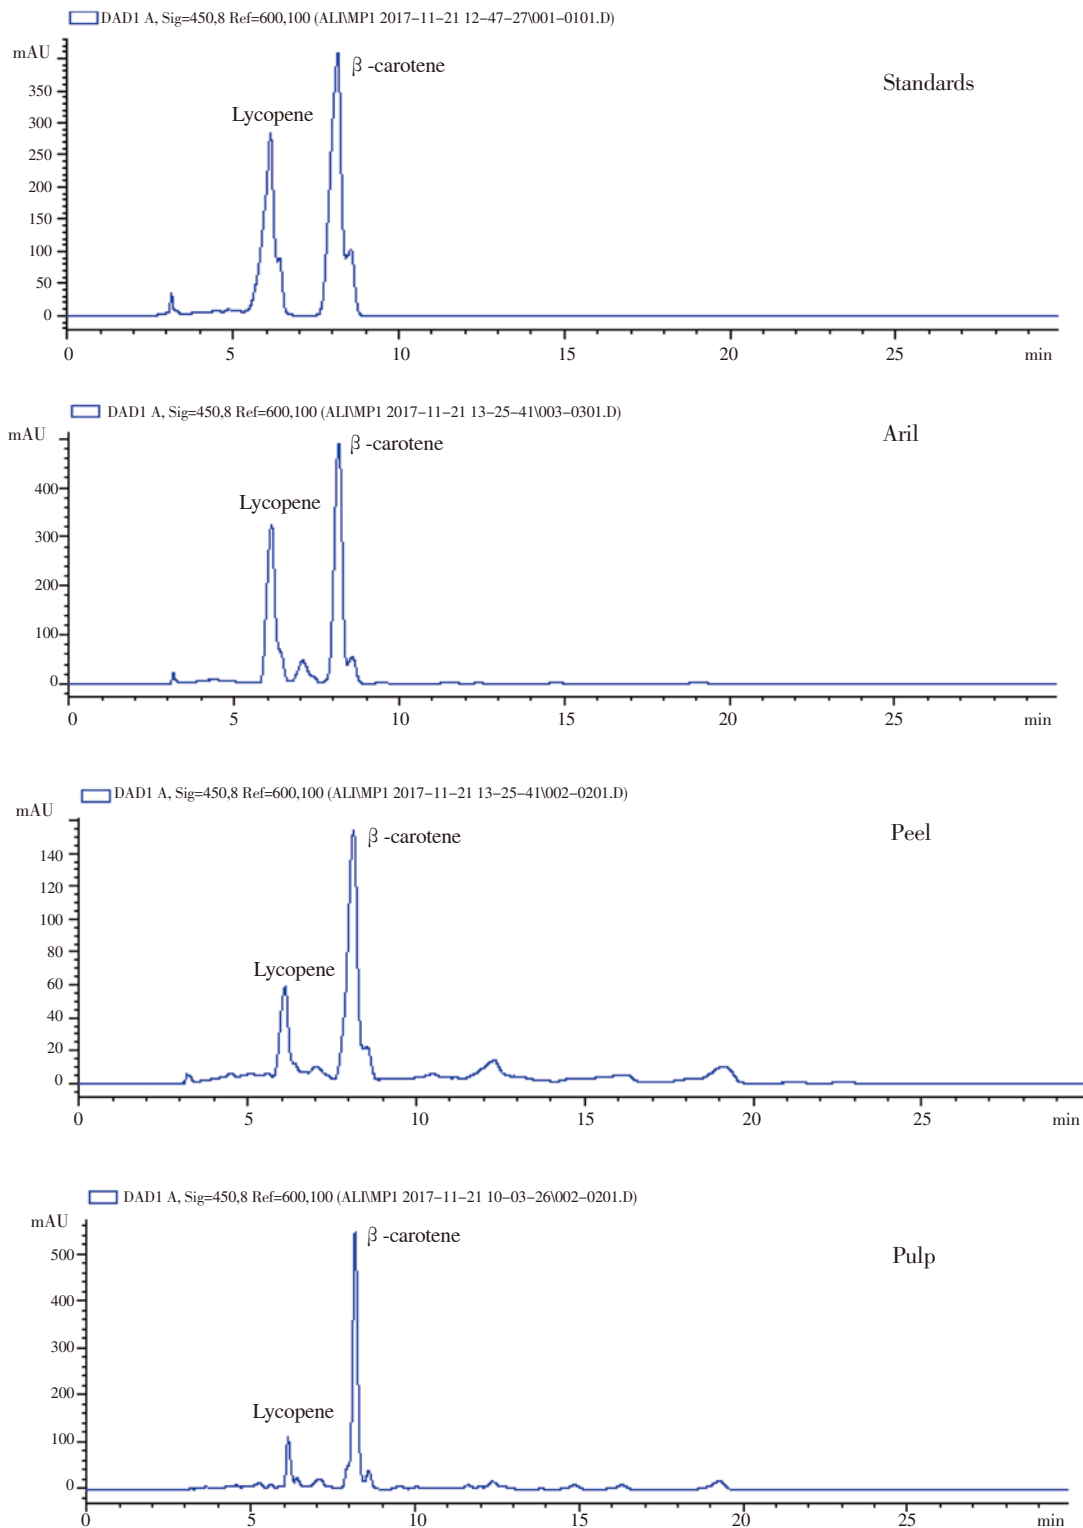 DAD1 A, Sig=450,8 Ref=600,100 (ALI\MP1 2017-11-21 12-47-27\001-0101.D)
mAU
β-carotene
Standards
Lycopene
350
300
250
200
150
100
50
0
0 5 10 15 20 25 min
DAD1 A, Sig=450,8 Ref=600,100 (ALI\MP1 2017-11-21 13-25-41\003-0301.D)
mAU
β-carotene
Aril
Lycopene
400
300
200
100
0
0 5 10 15 20 25 min
DAD1 A, Sig=450,8 Ref=600,100 (ALI\MP1 2017-11-21 13-25-41\002-0201.D)
mAU
β-carotene
Peel
Lycopene
140
120
100
80
60
40
20
0
0 5 10 15 20 25 min
DAD1 A, Sig=450,8 Ref=600,100 (ALI\MP1 2017-11-21 10-03-26\002-0201.D)
mAU
β-carotene
Pulp
Lycopene
500
400
300
200
100
0
0 5 10 15 20 25 min